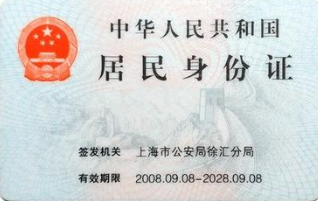 中华人民共和国
居民身份证
签发机关 上海市公安局徐汇分局
有效期限 2008.09.08-2028.09.08